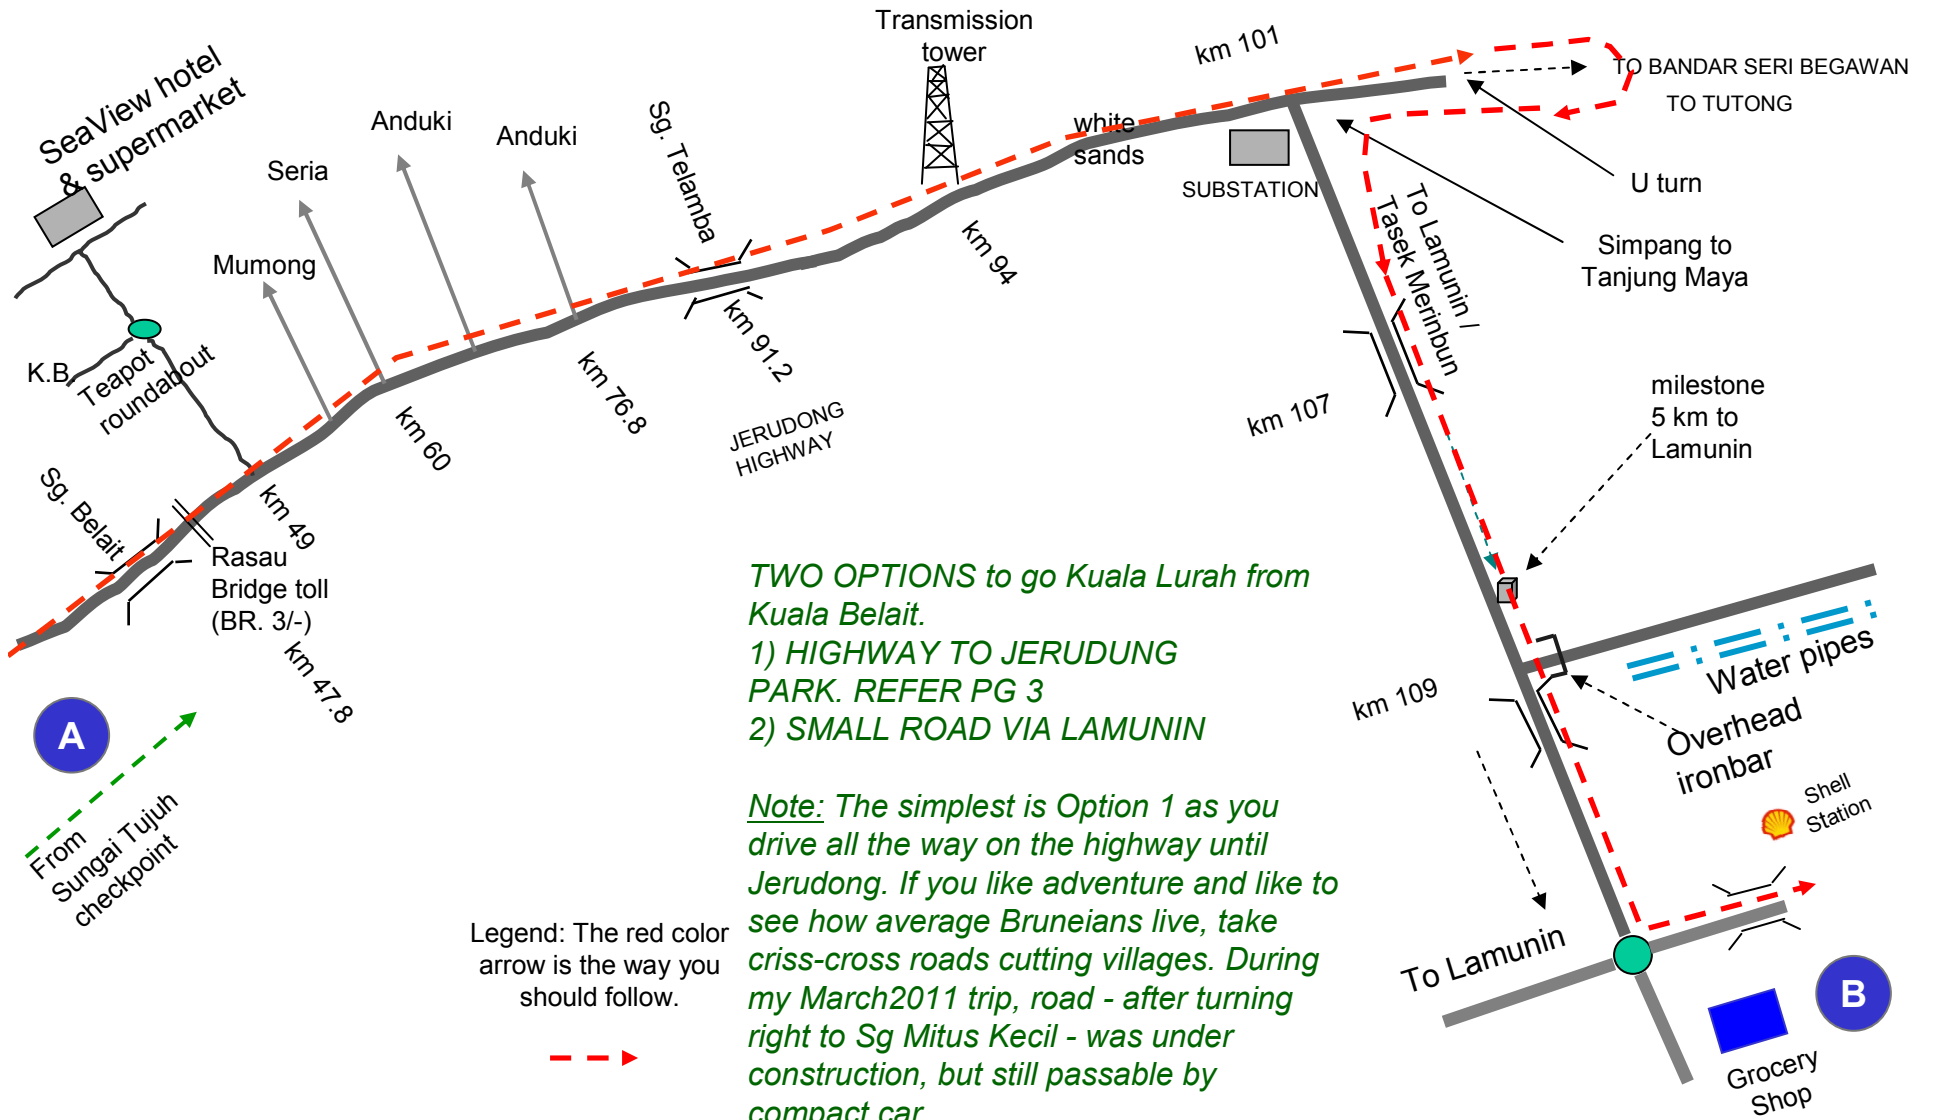 Transmission
tower
km 101
TO BANDAR SERI BEGAWAN
TO TUTONG
SeaView hotel
& supermarket
Anduki
Anduki
Sg. Telamba
white
sands
SUBSTATION
U turn
Seria
To Lamunin /
Tasek Merinbun
Simpang to
Tanjung Maya
Mumong
km 94
km 91.2
K.B.
Teapot
roundabout
km 76.8
km 60
JERUDONG
HIGHWAY
km 107
milestone
5 km to
Lamunin
Sg. Belait
km 49
Rasau
Bridge toll
(BR. 3/-)
km 47.8
TWO OPTIONS to go Kuala Lurah from
Kuala Belait.
1) HIGHWAY TO JERUDUNG
PARK. REFER PG 3
2) SMALL ROAD VIA LAMUNIN
Water pipes
km 109
Overhead
ironbar
A
From
Sungai Tujuh
checkpoint
Shell
Station
Note: The simplest is Option 1 as you
drive all the way on the highway until
Jerudong. If you like adventure and like to
see how average Bruneians live, take
criss-cross roads cutting villages. During
my March2011 trip, road - after turning
right to Sg Mitus Kecil - was under
construction, but still passable by
compact car
Legend: The red color
arrow is the way you
should follow.
To Lamunin
B
Grocery
Shop